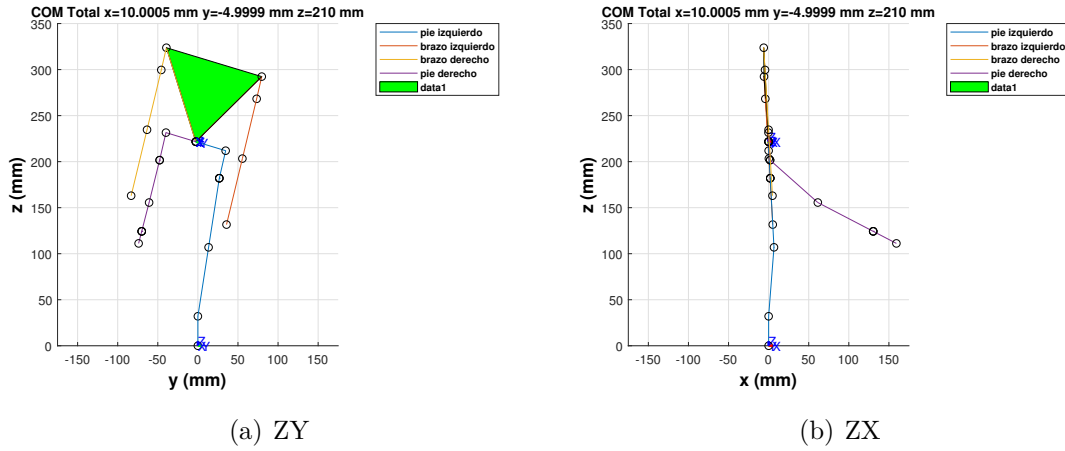 COM Total x=10.0005 mm y=-4.9999 mm z=210 mm
350
300
250
200
150
100
50
0
z (mm)
-150 -100 -50 0 50 100 150
y (mm)
Z
X
Z
X
pie izquierdo
brazo izquierdo
brazo derecho
pie derecho
data1
(a) ZY
COM Total x=10.0005 mm y=-4.9999 mm z=210 mm
350
300
250
200
150
100
50
0
z (mm)
-150 -100 -50 0 50 100 150
x (mm)
Z
X
Z
X
pie izquierdo
brazo izquierdo
brazo derecho
pie derecho
data1
(b) ZX